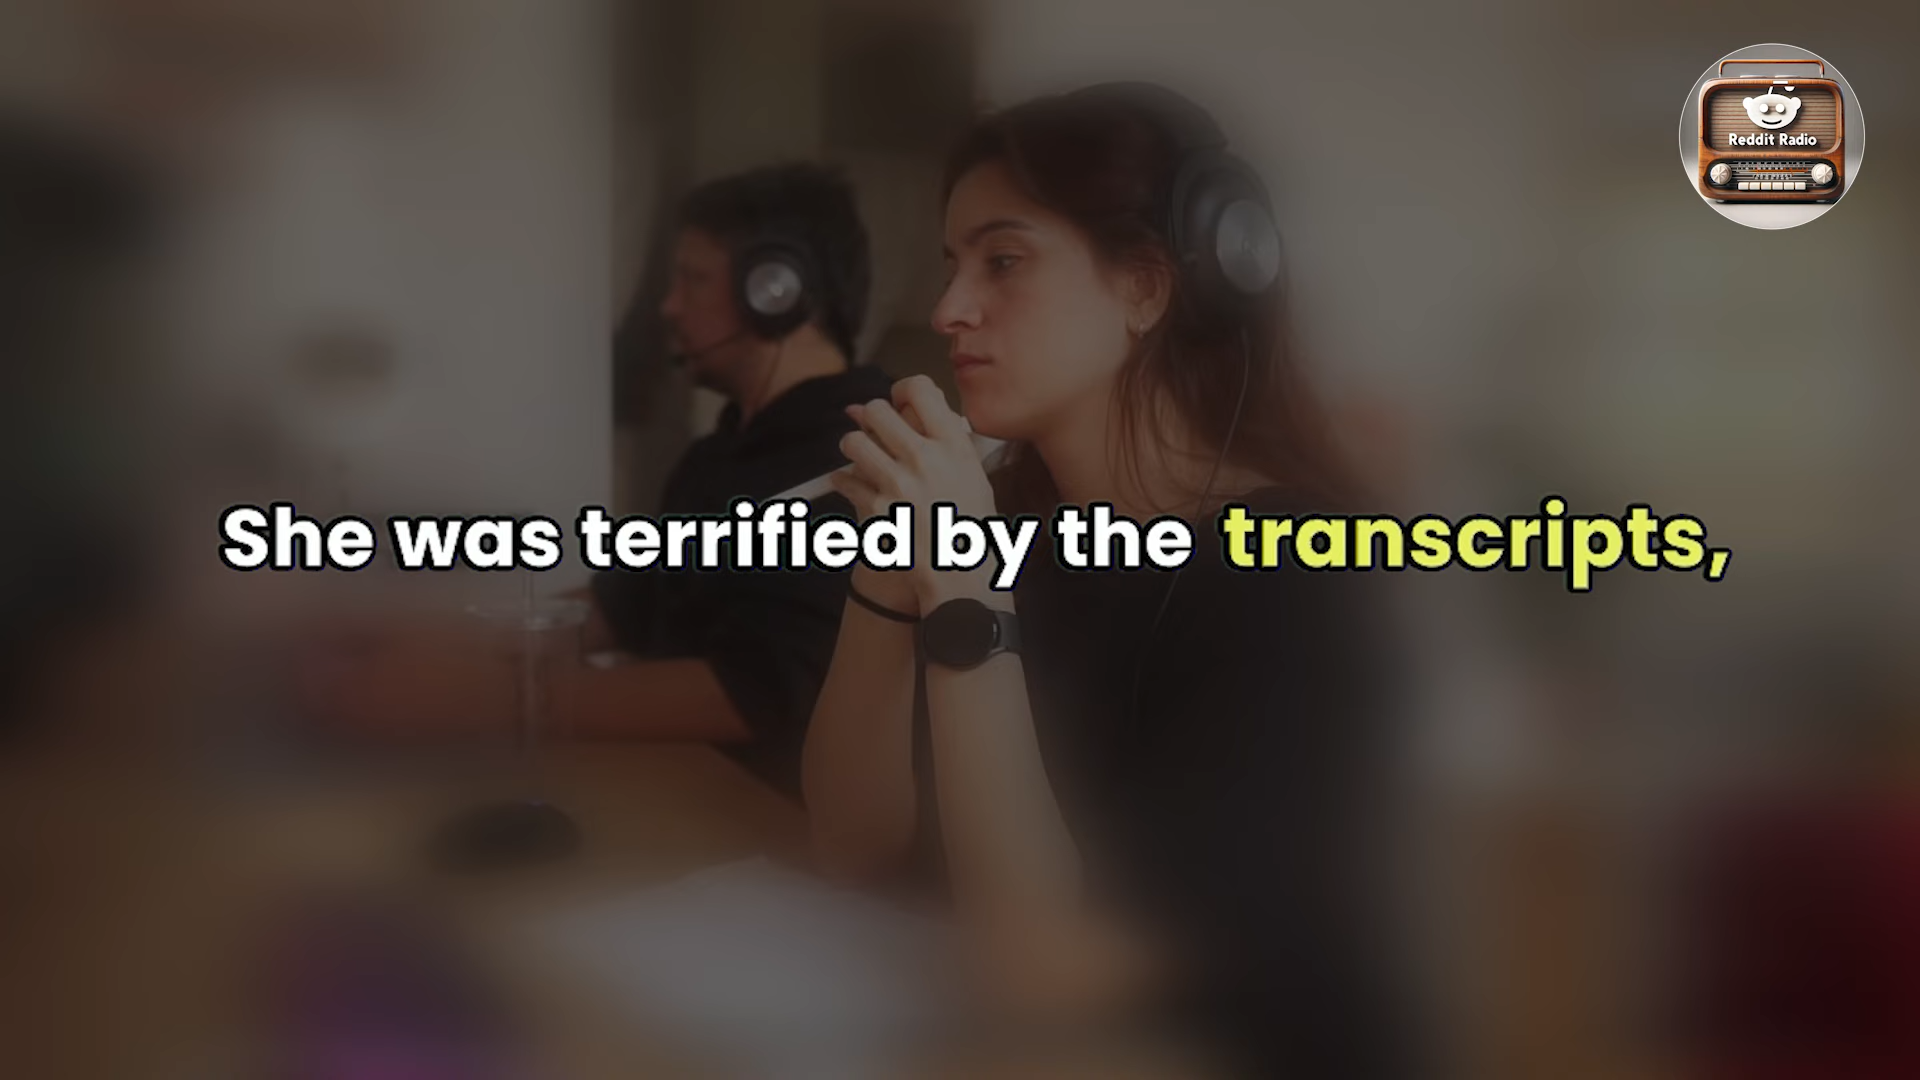 Reddit Radio
She was terrified by the transcripts,